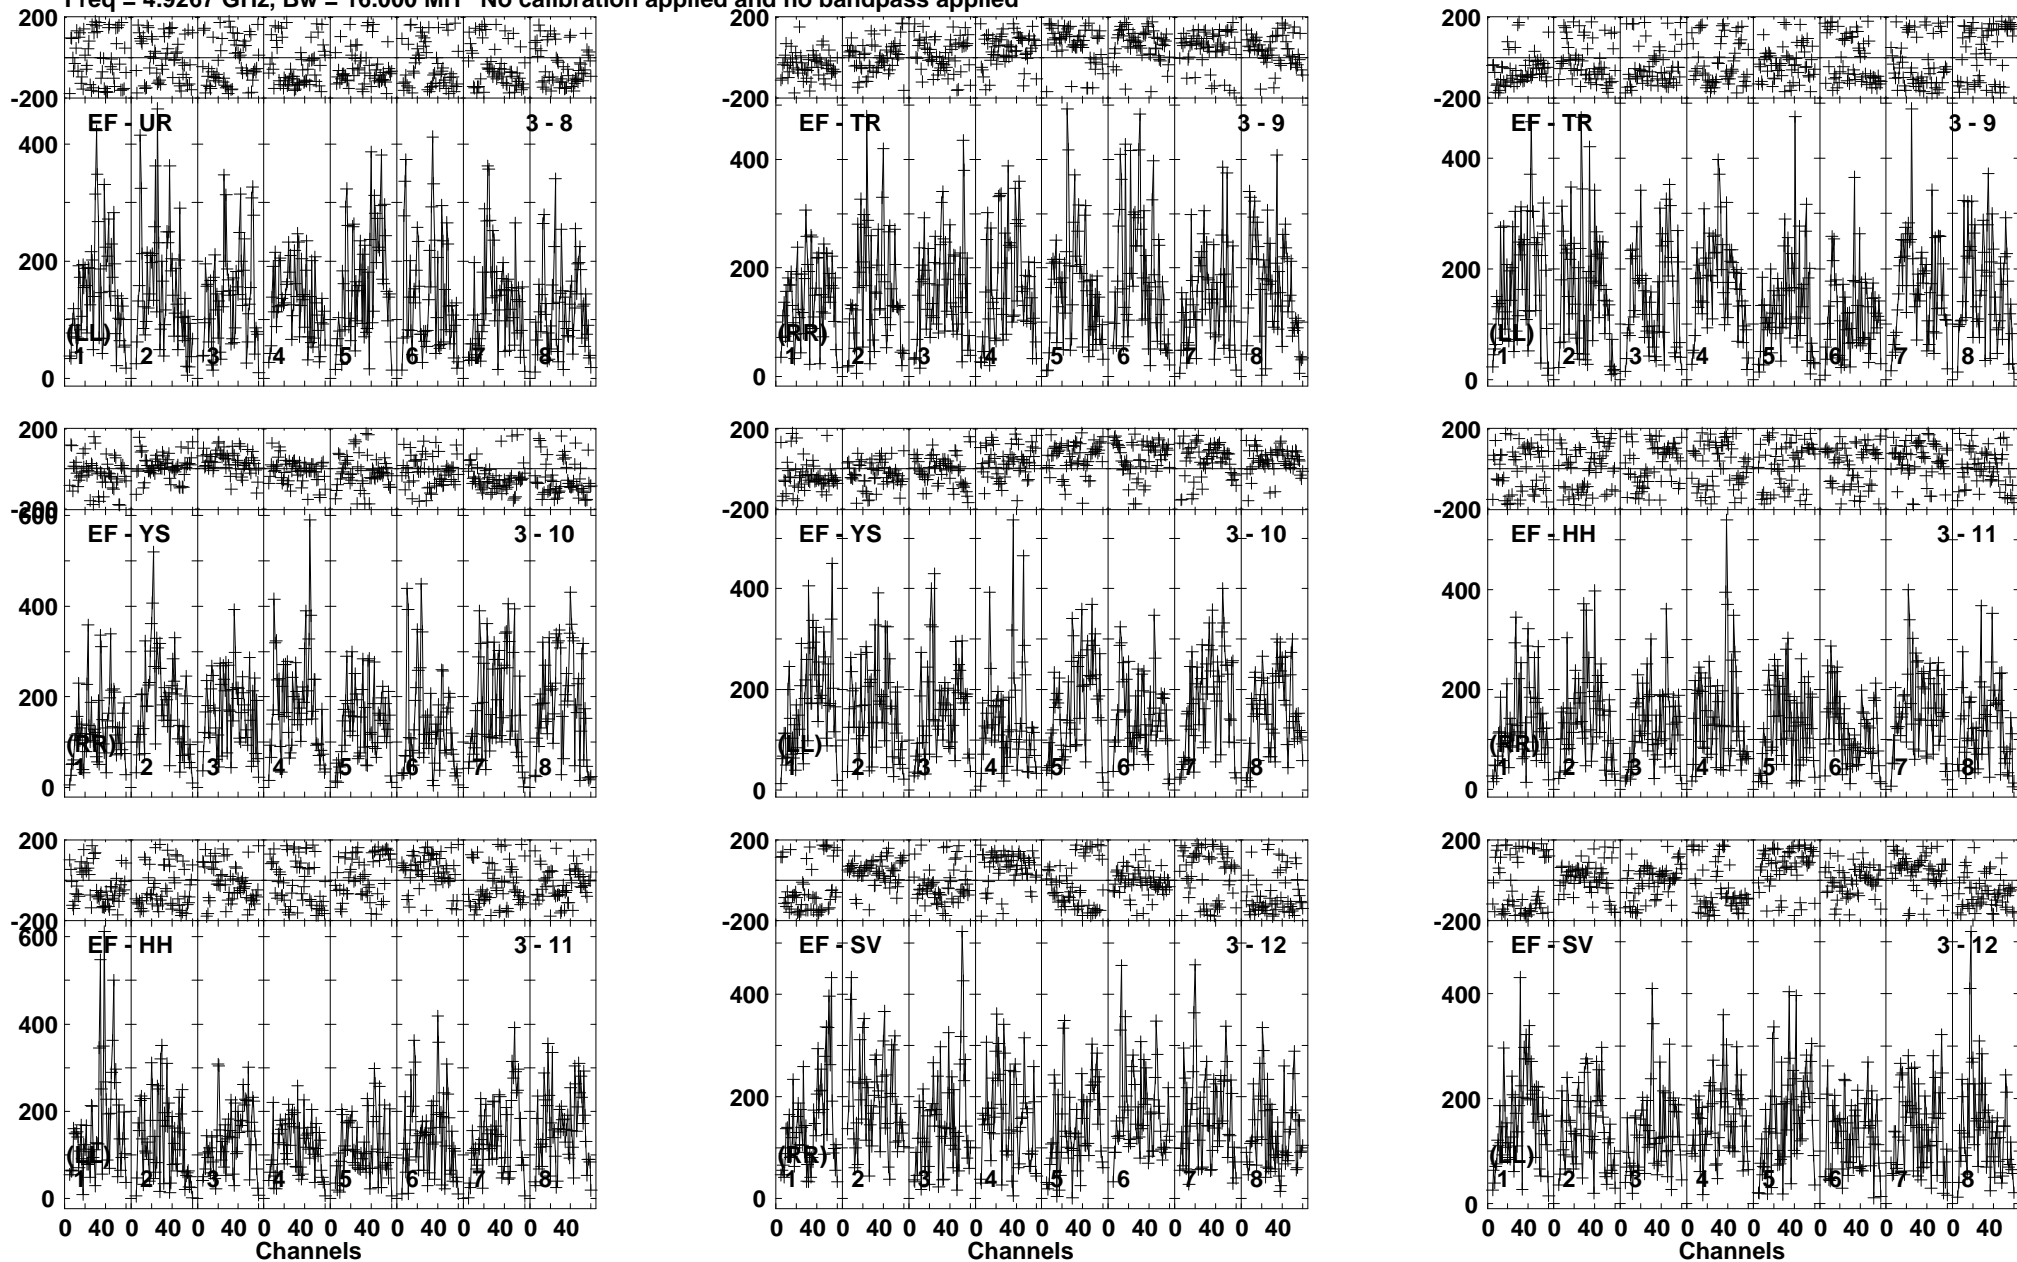 Freq = 4.9267 GHz, Bw = 16.000 MH No calibration applied and no bandpass applied
200 200 200
-200 -200 -200
EF - UR 3 - 8 EF - TR 3 - 9 EF - TR 3 - 9
400 400 400
200 200 200
(LL) (RR) (LL)
1 2 3 4 5 6 7 8 1 2 3 4 5 6 7 8 1 2 3 4 5 6 7 8
0 0 0
200 200 200
-200 -200 -200
600
EF - YS 3 - 10 EF - YS 3 - 10 EF - HH 3 - 11
400 400 400
200 200 200
(RR) (LL) (RR)
1 2 3 4 5 6 7 8 1 2 3 4 5 6 7 8 1 2 3 4 5 6 7 8
0 0 0
200 200 200
-200 -200 -200
600
EF - HH 3 - 11 EF - SV 3 - 12 EF - SV 3 - 12
400 400 400
200 200 200
(LL) (RR) (LL)
1 2 3 4 5 6 7 8 1 2 3 4 5 6 7 8 1 2 3 4 5 6 7 8
0 0 0
0 40 0 40 0 40 0 40 0 40 0 40 0 40 0 40 0 40 0 40 0 40 0 40 0 40 0 40 0 40 0 40 0 40 0 40 0 40 0 40 0 40 0 40 0 40 0 40
Channels Channels Channels